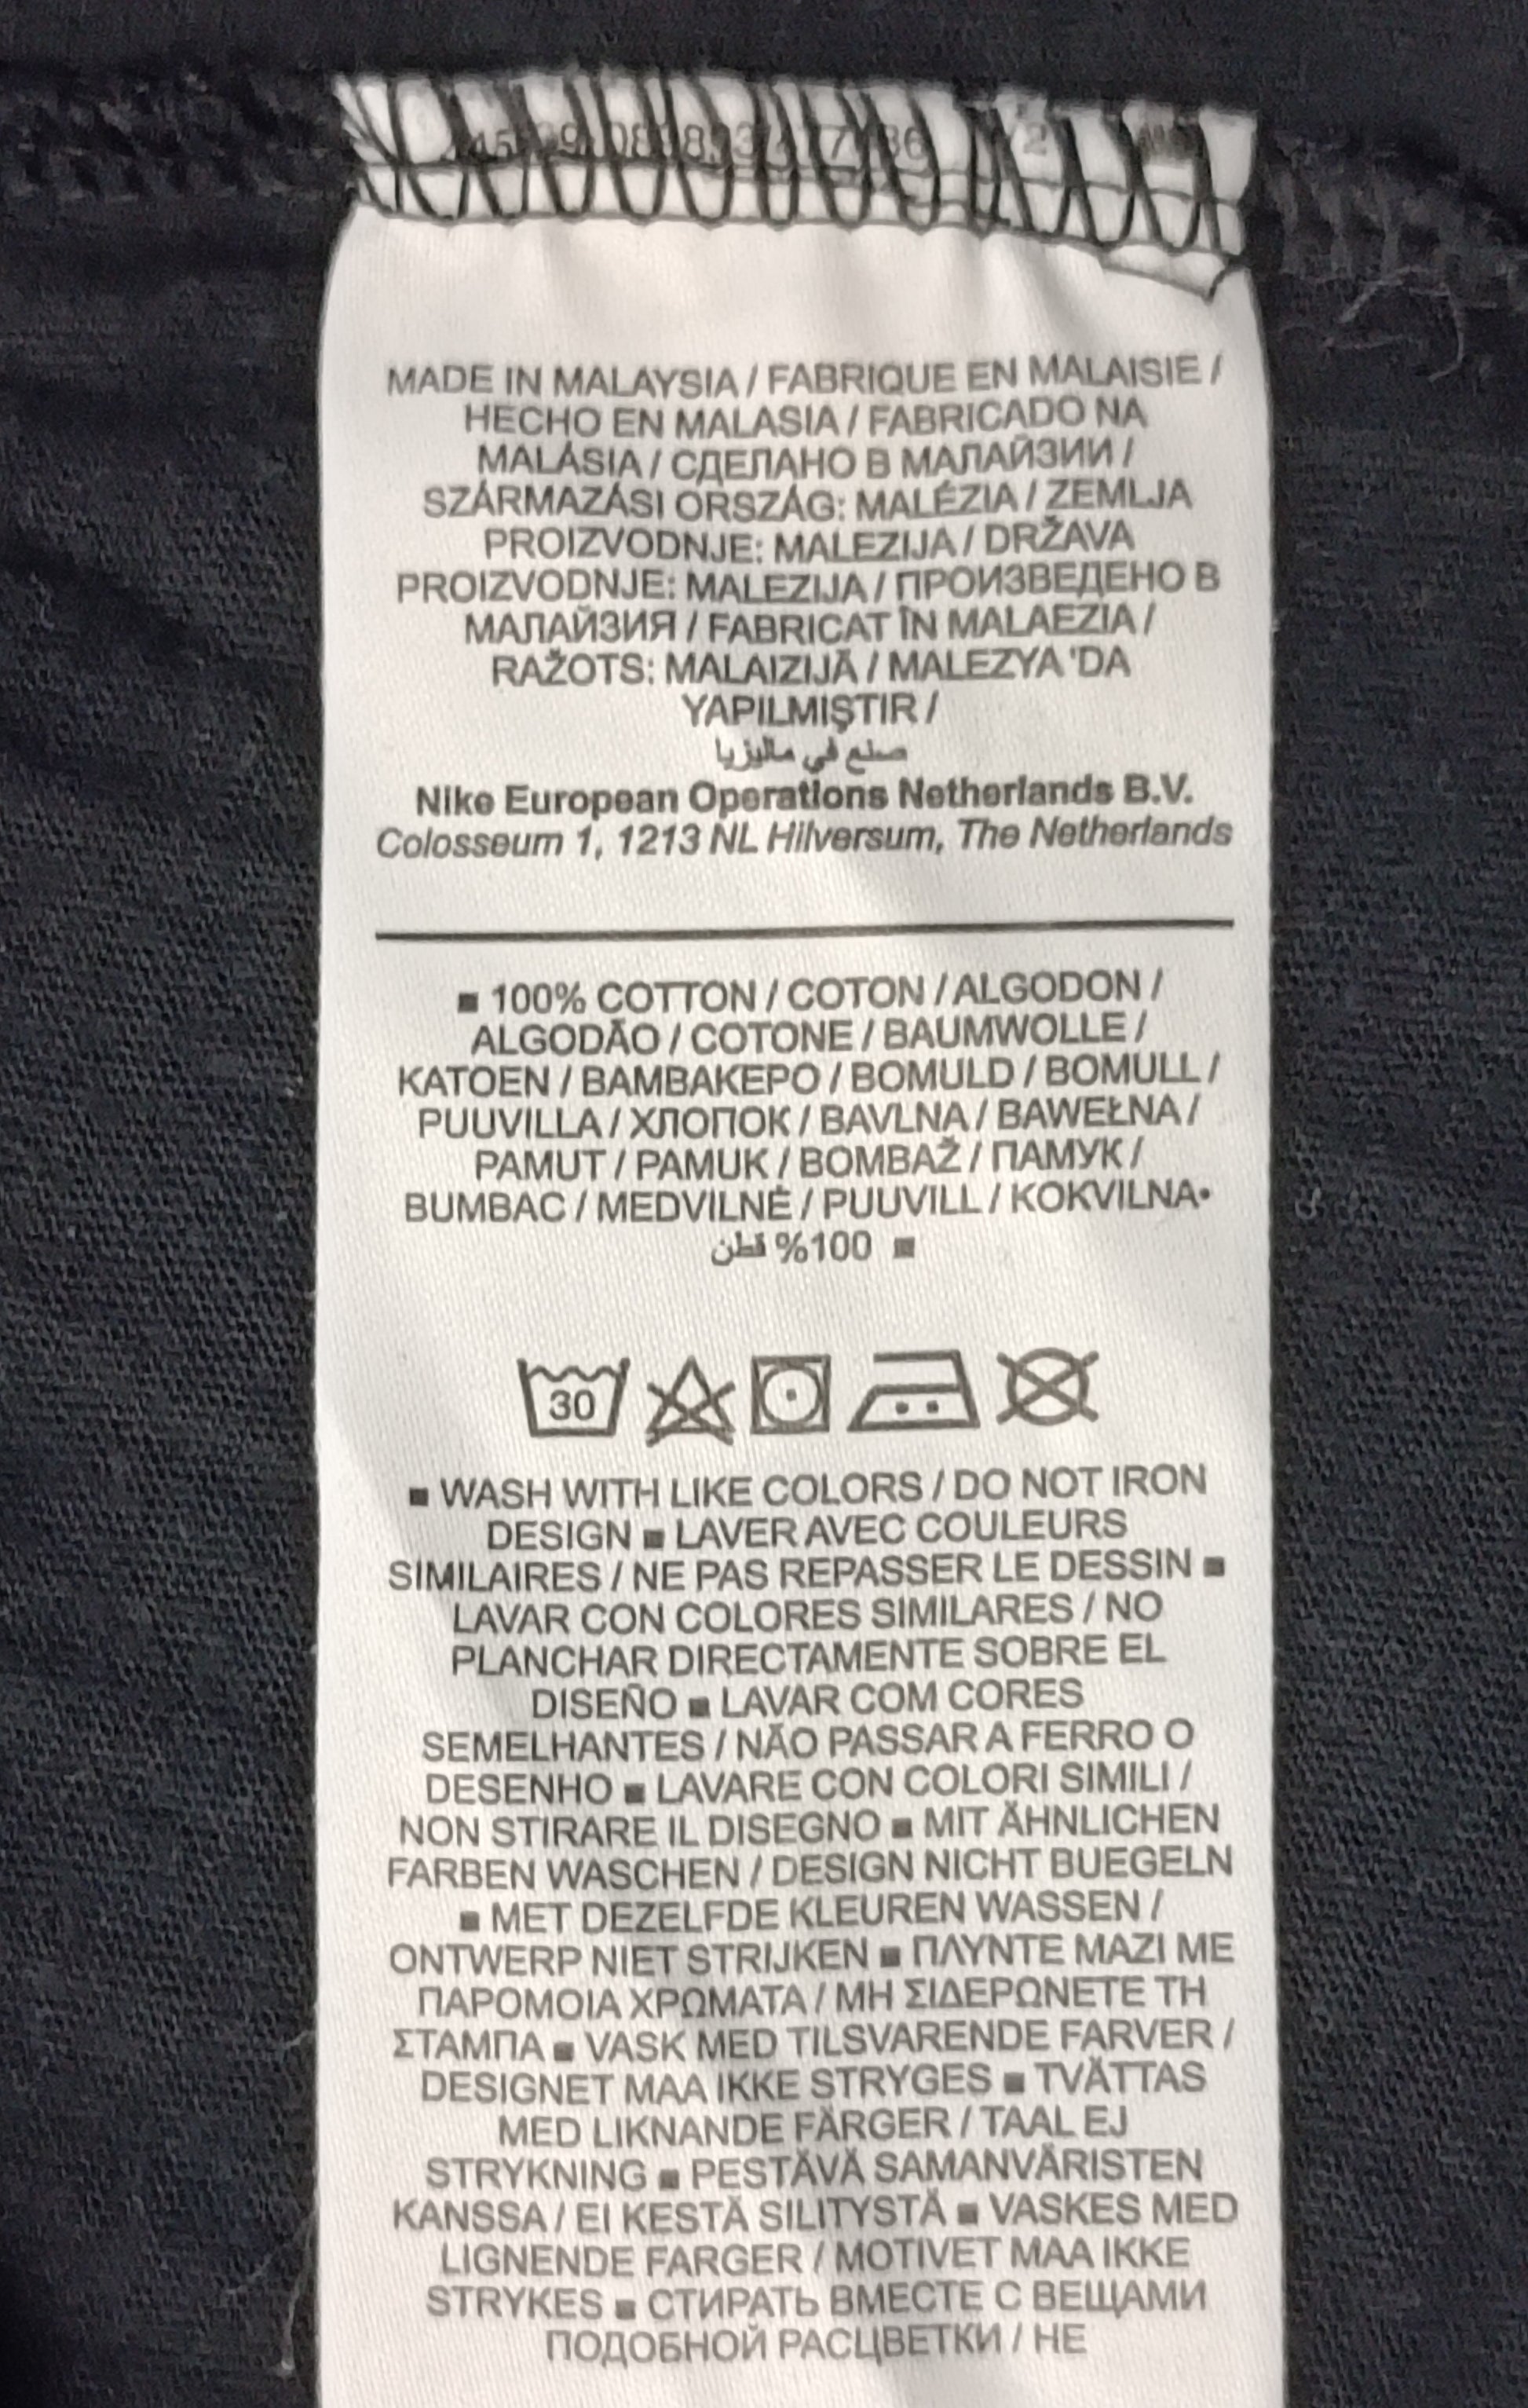 MADE IN MALAYSIA / FABRIQUE EN MALAISIE /
HECHO EN MALASIA / FABRICADO NA
MALÁSIA / СДЕЛАНО В МАЛАЙЗИИ /
SZÁRMAZÁSI ORSZÁG: MALÉZIA / ZEMLJA
PROIZVODNJE: MALEZIJA / DRŽAVA
PROIZVODNJE: MALEZIJA / ПРОИЗВЕДЕНО В
МАЛАЙЗИЯ / FABRICAT ÎN MALAEZIA /
RAŽOTS: MALAIZIJĀ / MALEZYA 'DA
YAPILMIŞTIR /
صنع في ماليزيا
Nike European Operations Netherlands B.V.
Colosseum 1, 1213 NL Hilversum, The Netherlands
■ 100% COTTON / COTON / ALGODON /
ALGODÃO / COTONE / BAUMWOLLE /
KATOEN / ΒΑΜΒΑΚΕΡΟ / BOMULD / BOMULL /
PUUVILLA / ХЛОПОК / BAVLNA / BAWEŁNA /
PAMUT / PAMUK / BOMBAŽ / ПАМУК /
BUMBAC / MEDVILNĖ / PUUVILL / KOKVILNA•
■ 100% قطن
30
■ WASH WITH LIKE COLORS / DO NOT IRON
DESIGN ■ LAVER AVEC COULEURS
SIMILAIRES / NE PAS REPASSER LE DESSIN ■
LAVAR CON COLORES SIMILARES / NO
PLANCHAR DIRECTAMENTE SOBRE EL
DISEÑO ■ LAVAR COM CORES
SEMELHANTES / NÃO PASSAR A FERRO O
DESENHO ■ LAVARE CON COLORI SIMILI /
NON STIRARE IL DISEGNO ■ MIT ÄHNLICHEN
FARBEN WASCHEN / DESIGN NICHT BUEGELN
■ MET DEZELFDE KLEUREN WASSEN /
ONTWERP NIET STRIJKEN ■ ΠΛΥΝΤΕ ΜΑΖΙ ΜΕ
ΠΑΡΟΜΟΙΑ ΧΡΩΜΑΤΑ / ΜΗ ΣΙΔΕΡΩΝΕΤΕ ΤΗ
ΣΤΑΜΠΑ ■ VASK MED TILSVARENDE FARVER /
DESIGNET MAA IKKE STRYGES ■ TVÄTTAS
MED LIKNANDE FÄRGER / TAAL EJ
STRYKNING ■ PESTÄVÄ SAMANVÄRISTEN
KANSSA / EI KESTÄ SILITYSTÄ ■ VASKES MED
LIGNENDE FARGER / MOTIVET MAA IKKE
STRYKES ■ СТИРАТЬ ВМЕСТЕ С ВЕЩАМИ
ПОДОБНОЙ РАСЦВЕТКИ / НЕ